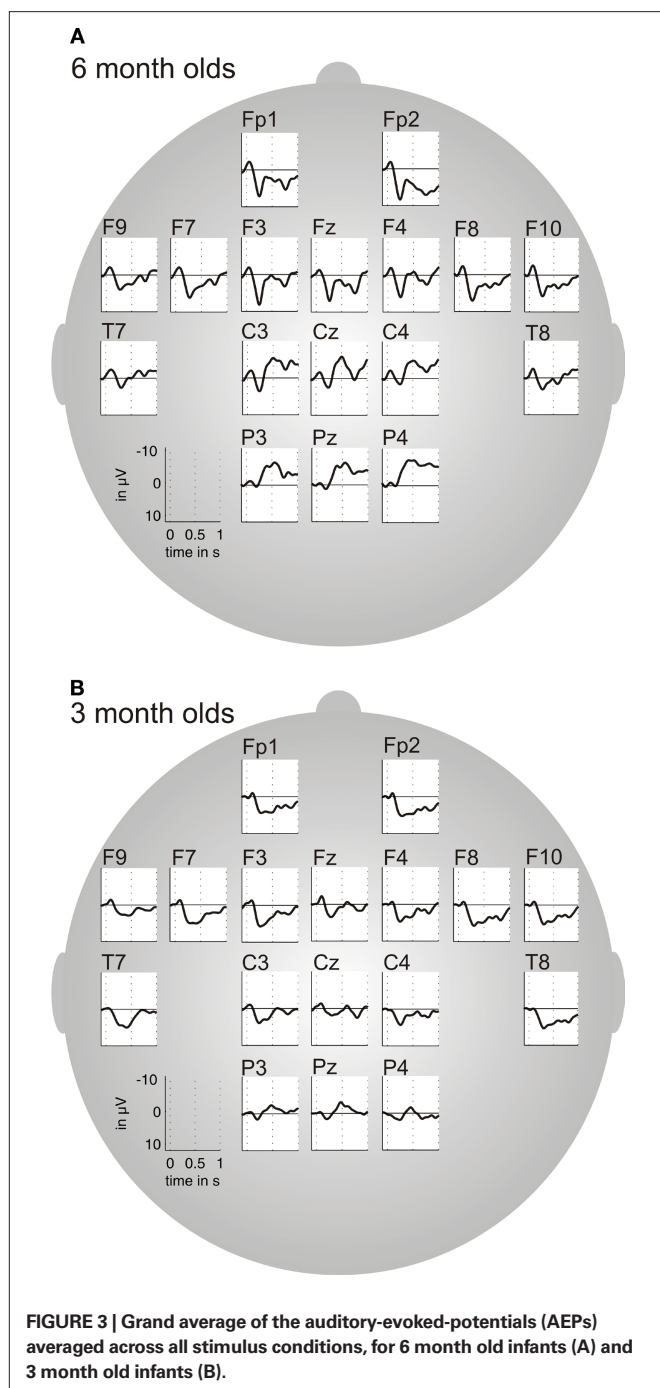 A
6 month olds
Fp1 Fp2
F9 F7 F3 Fz F4 F8 F10
T7 C3 Cz C4 T8
P3 Pz P4
-10
in µV
0
10
0 0.5 1
time in s
B
3 month olds
Fp1 Fp2
F9 F7 F3 Fz F4 F8 F10
T7 C3 Cz C4 T8
P3 Pz P4
-10
in µV
0
10
0 0.5 1
time in s
FIGURE 3 | Grand average of the auditory-evoked-potentials (AEPs)
averaged across all stimulus conditions, for 6 month old infants (A) and
3 month old infants (B).